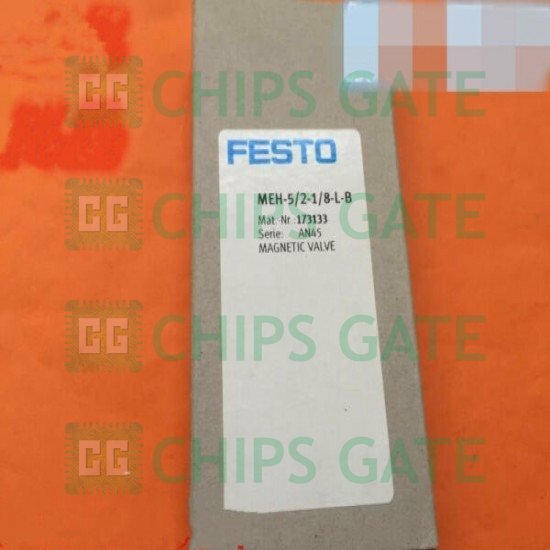 CG CHIPS GATE
FESTO
MEH-5/2-1/8-L-B
CG CHIPS GATE
Mat.-Nr.:173133
Serie: AN45
MAGNETIC VALVE
CG CHIPS GATE
CG CHIPS GATE